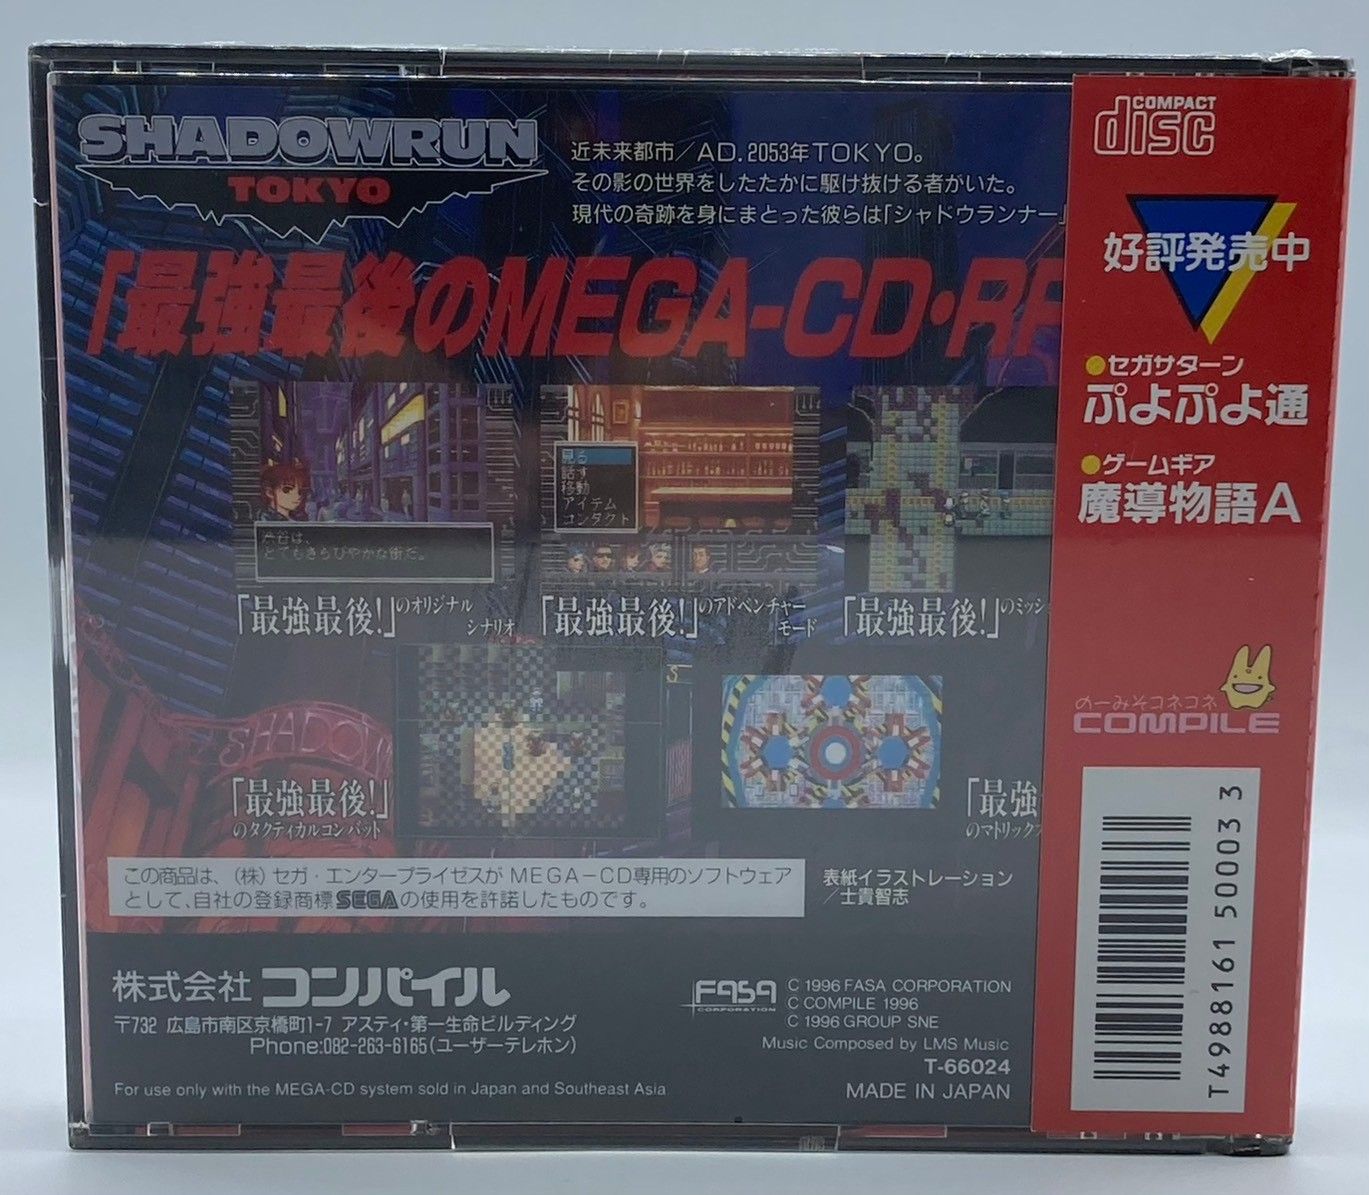 SHADOWRUN
TOKYO
近未来都市／AD.2053年TOKYO。
その影の世界をしたたかに駆け抜ける者がいた。
現代の奇跡を身にまとった彼らは「シャドウランナー」
「最強最後のMEGA-CD・RP
見る
話す
移動
アイテム
コンタクト
渋谷は、
とてもきらびやかな街だ。
「最強最後!」のオリジナル
シナリオ
「最強最後!」のアドベンチャー
モード
「最強最後!」のミッシ
SHADOW
「最強最後!」
のタクティカルコンバット
「最強
のマトリックス
この商品は、(株)セガ・エンタープライゼスがMEGA-CD専用のソフトウェア
として、自社の登録商標SEGAの使用を許諾したものです。
表紙イラストレーション
／士貴智志
株式会社 コンパイル
〒732 広島市南区京橋町1-7 アスティ・第一生命ビルディング
Phone:082-263-6165(ユーザーテレホン)
For use only with the MEGA-CD system sold in Japan and Southeast Asia
FASA
CORPORATION
C 1996 FASA CORPORATION
C COMPILE 1996
C 1996 GROUP SNE
Music Composed by LMS Music
T-66024
MADE IN JAPAN
COMPACT
disc
好評発売中
●セガサターン
ぷよぷよ通
●ゲームギア
魔導物語A
のーみそコネコネ
COMPILE
T4988161 50003 3